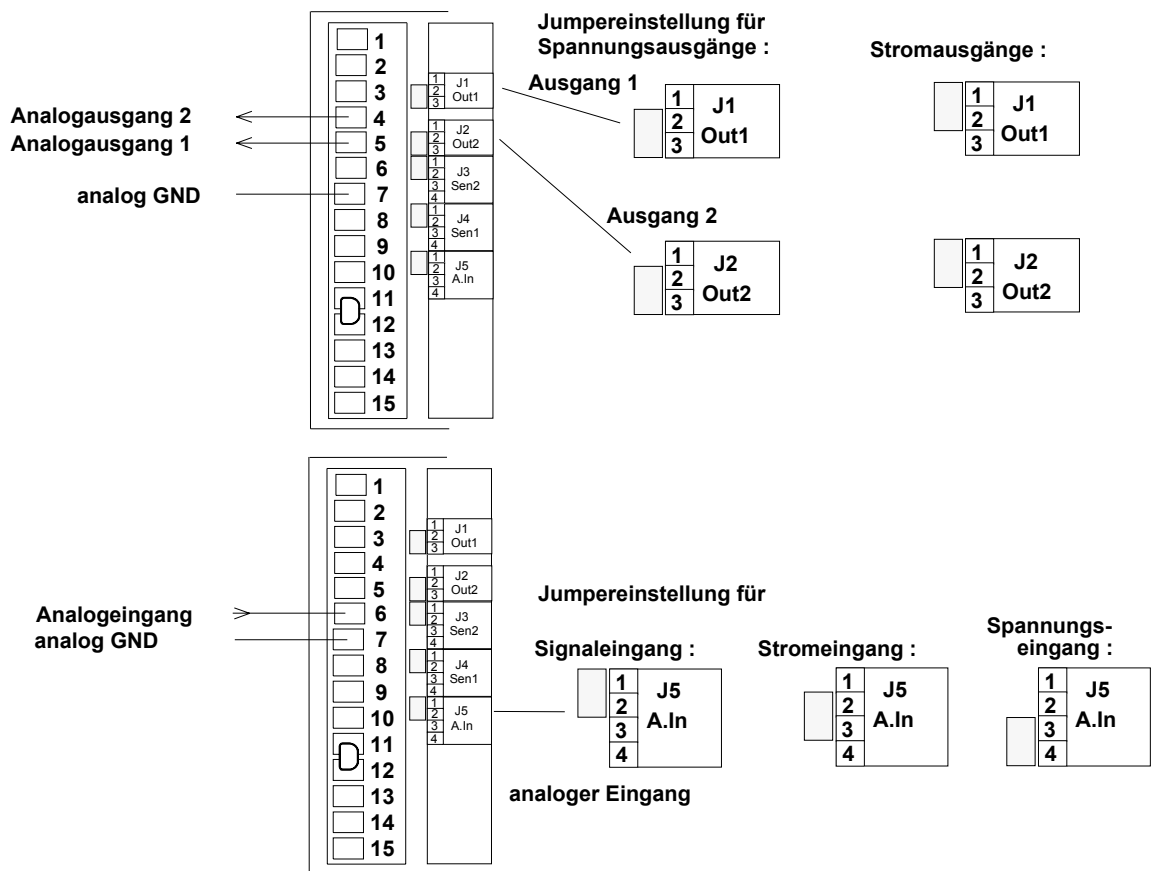 Jumpereinstellung für
Spannungsausgänge :
Stromausgänge :
Ausgang 1
Ausgang 2
Analogausgang 2
Analogausgang 1
analog GND
1
2
3
4
5
6
7
8
9
10
11
12
13
14
15
1
2
3
J1
Out1
1
2
3
J2
Out2
1
2
3
4
J3
Sen2
1
2
3
4
J4
Sen1
1
2
3
4
J5
A.In
1
2
3
J1
Out1
1
2
3
J1
Out1
1
2
3
J2
Out2
1
2
3
J2
Out2
Analogeingang
analog GND
1
2
3
4
5
6
7
8
9
10
11
12
13
14
15
1
2
3
J1
Out1
1
2
3
J2
Out2
1
2
3
4
J3
Sen2
1
2
3
4
J4
Sen1
1
2
3
4
J5
A.In
Jumpereinstellung für
Signaleingang :
Stromeingang :
Spannungs-
eingang :
1
2
3
4
J5
A.In
1
2
3
4
J5
A.In
1
2
3
4
J5
A.In
analoger Eingang